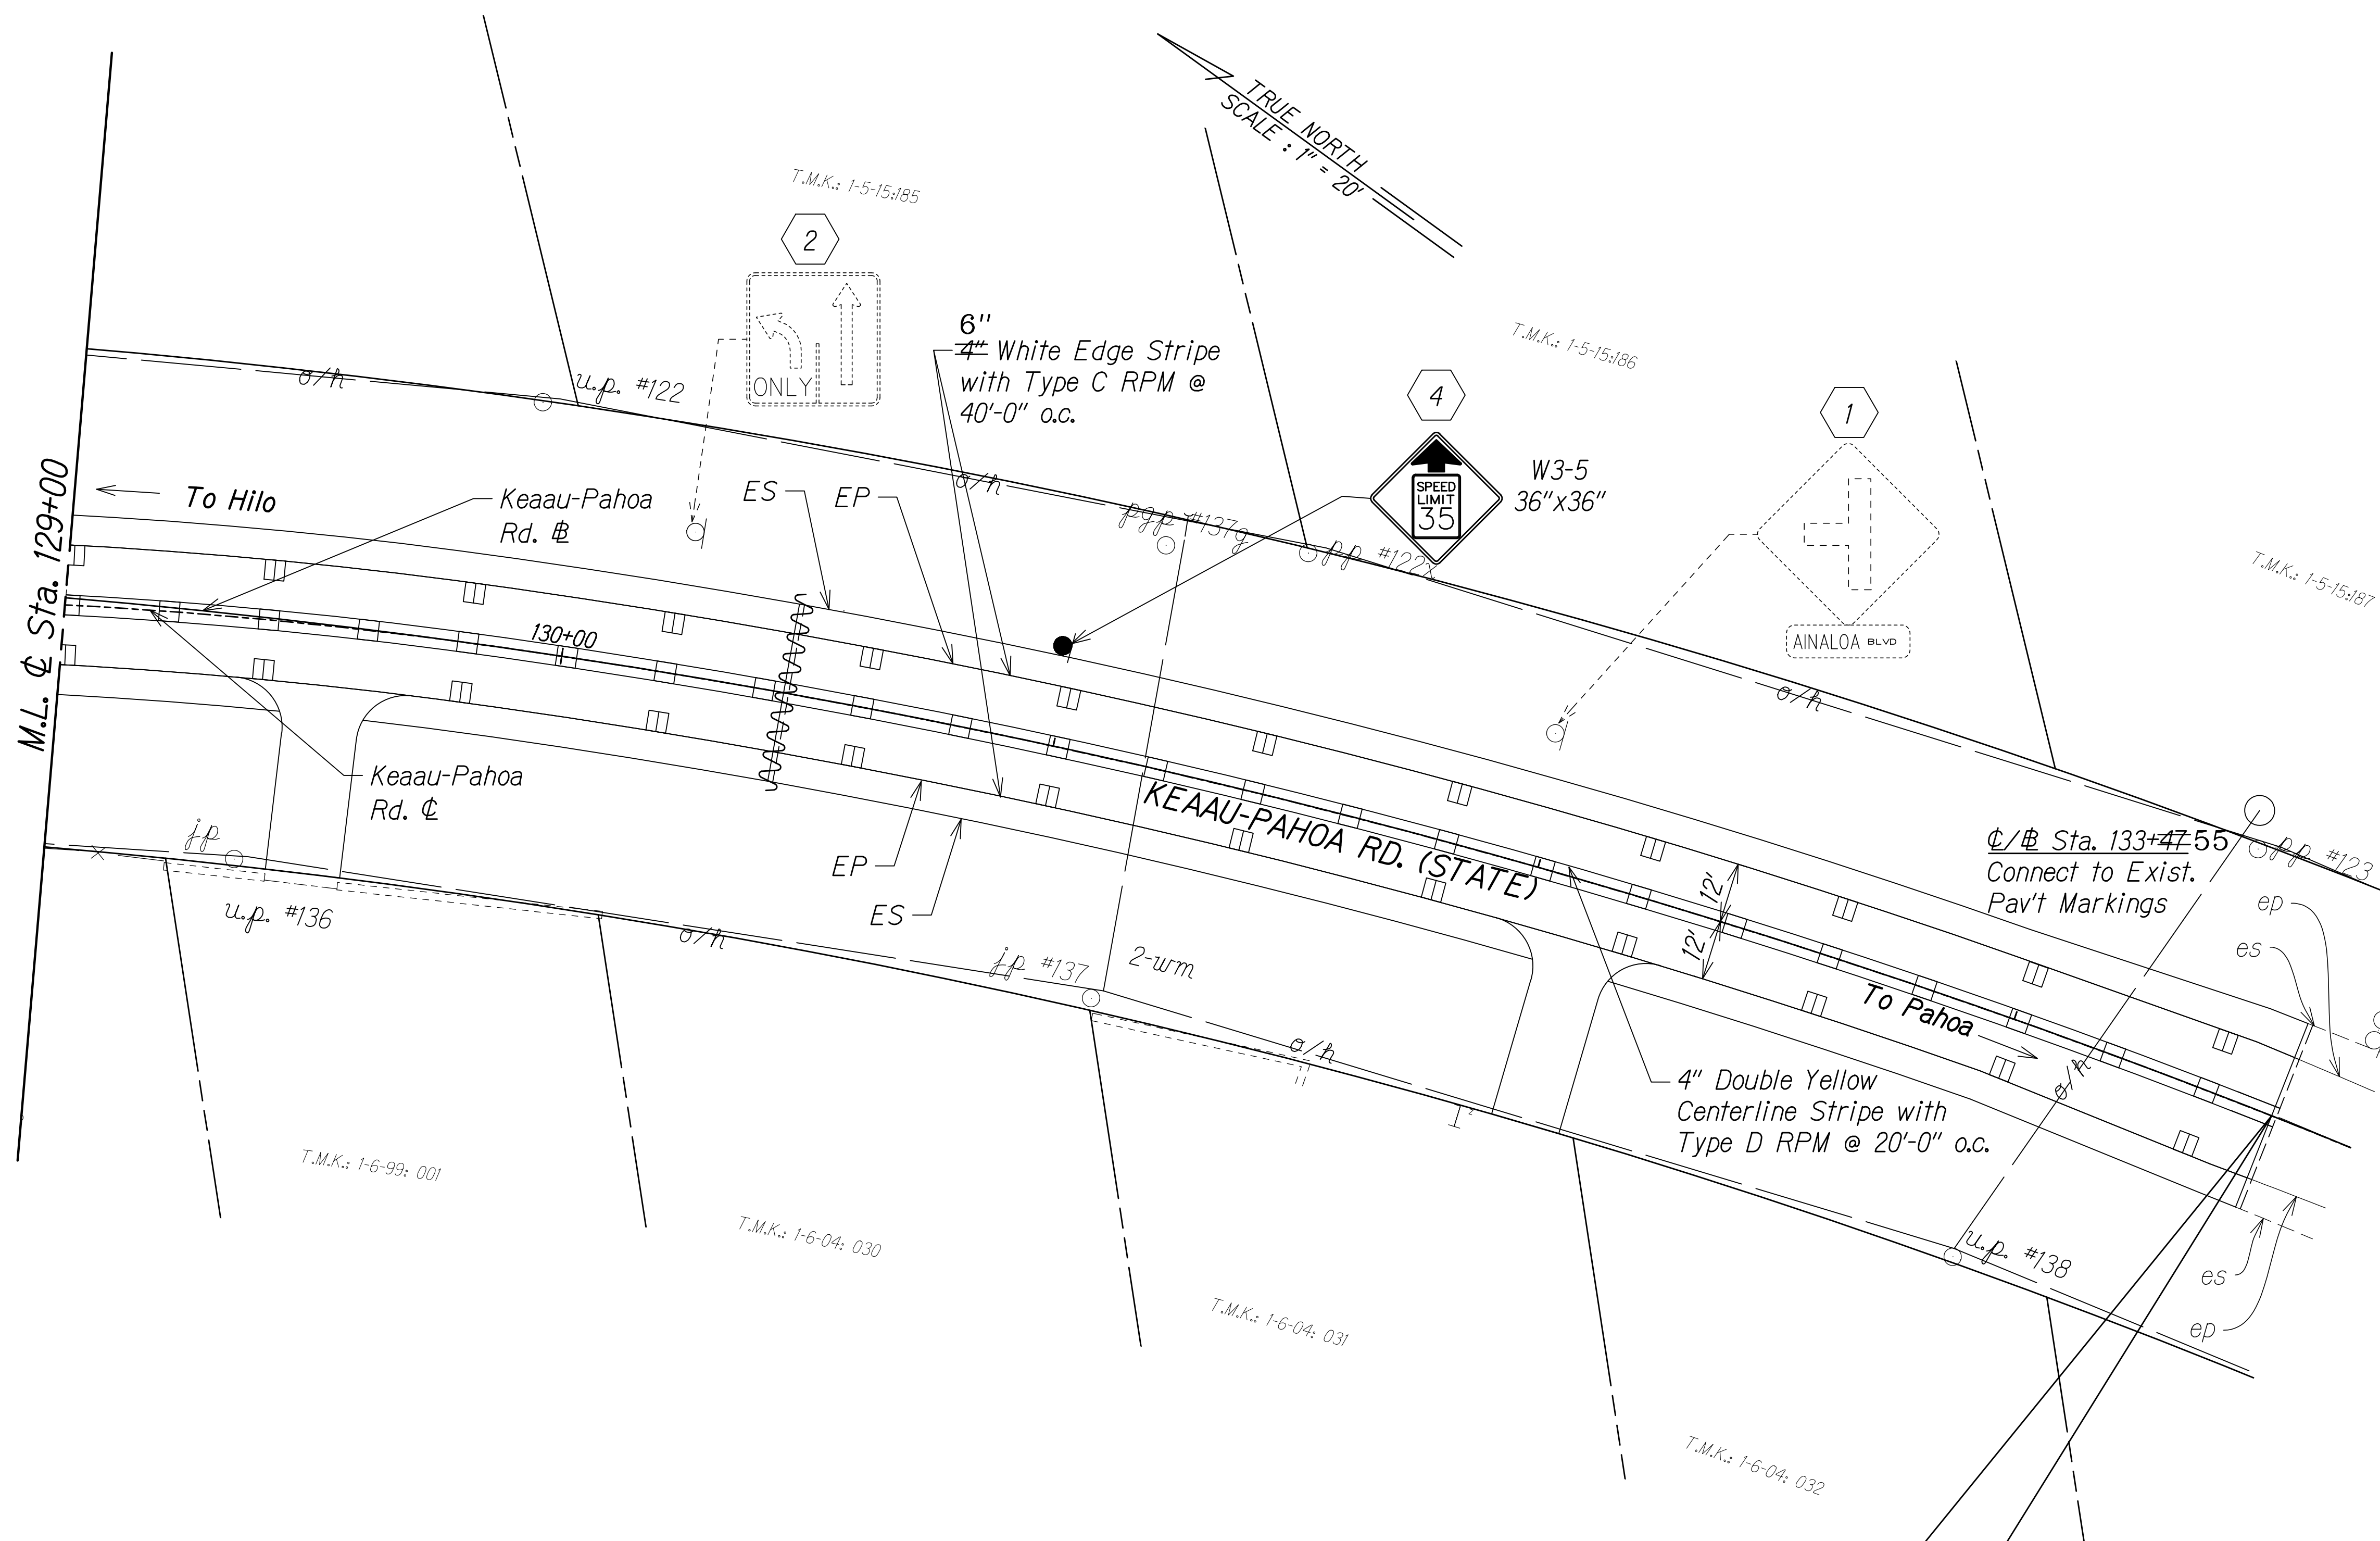 TRUE NORTH
SCALE : 1" = 20'
T.M.K.: 1-5-15:185
2
ONLY
6"
4" White Edge Stripe
with Type C RPM @
40'-0" o.c.
T.M.K.: 1-5-15:186
4
SPEED
LIMIT
35
W3-5
36"x36"
1
AINALOA BLVD
T.M.K.: 1-5-15:187
o/h
u.p. #122
o/h
pgp #137g
pp #122x
o/h
M.L. ℄ Sta. 129+00
To Hilo
Keaau-Pahoa
Rd. BL
ES
EP
130+00
Keaau-Pahoa
Rd. ℄
KEAAU-PAHOA RD. (STATE)
EP
ES
12'
12'
℄/BL Sta. 133+47 55
Connect to Exist.
Pav't Markings
pp #123
ep
es
To Pahoa
jp
u.p. #136
o/h
jp #137
2-wm
o/h
4" Double Yellow
Centerline Stripe with
Type D RPM @ 20'-0" o.c.
o/h
u.p. #138
es
ep
T.M.K.: 1-6-99: 001
T.M.K.: 1-6-04: 030
T.M.K.: 1-6-04: 031
T.M.K.: 1-6-04: 032